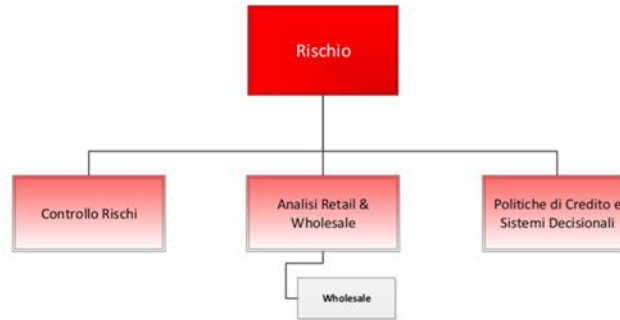 Rischio
Controllo Rischi
Analisi Retail &
Wholesale
Politiche di Credito e
Sistemi Decisionali
Wholesale